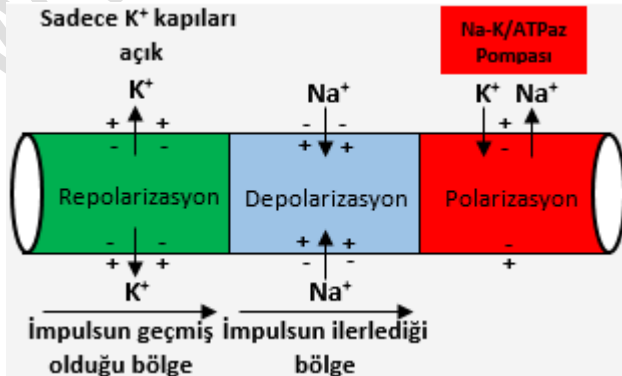 Sadece K⁺ kapıları
açık
Na-K/ATPaz
Pompası
K⁺
Na⁺
K⁺ Na⁺
+ +
- -
+
- -
+ +
-
Repolarizasyon
Depolarizasyon
Polarizasyon
- -
+ +
-
+ +
- -
+
K⁺
Na⁺
İmpulsun geçmiş
olduğu bölge
İmpulsun ilerlediği
bölge